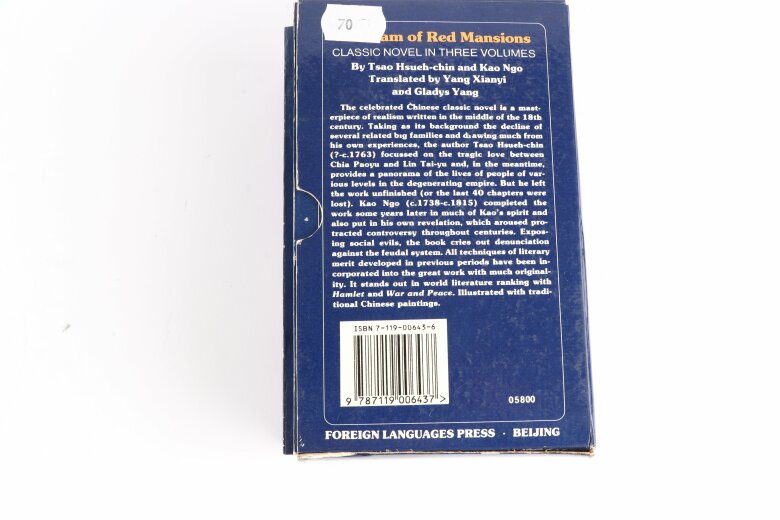 70
am of Red Mansions
CLASSIC NOVEL IN THREE VOLUMES
By Tsao Hsueh-chin and Kao Ngo
Translated by Yang Xianyi
and Gladys Yang
The celebrated Chinese classic novel is a mast-
erpiece of realism written in the middle of the 18th
century. Taking as its background the decline of
several related big families and drawing much from
his own experiences, the author Tsao Hsueh-chin
(?-c.1763) focussed on the tragic love between
Chia Paoyu and Lin Tai-yu and, in the meantime,
provides a panorama of the lives of people of var-
ious levels in the degenerating empire. But he left
the work unfinished (or the last 40 chapters were
lost). Kao Ngo (c.1738-c.1815) completed the
work some years later in much of Kao's spirit and
also put in his own revelation, which aroused pro-
tracted controversy throughout centuries. Expos-
ing social evils, the book cries out denunciation
against the feudal system. All techniques of literary
merit developed in previous periods have been in-
corporated into the great work with much original-
ity. It stands out in world literature ranking with
Hamlet and War and Peace. Illustrated with tradi-
tional Chinese paintings.
ISBN 7-119-00643-6
9 787119 006437 >
05800
FOREIGN LANGUAGES PRESS · BEIJING